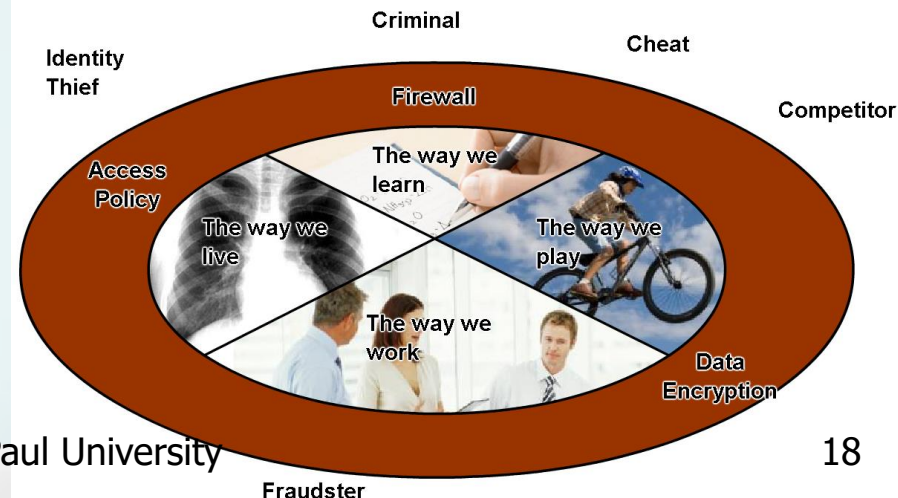 Criminal
Cheat
Identity
Thief
Firewall
Competitor
The way we
learn
Access
Policy
The way we
live
The way we
play
The way we
work
Data
Encryption
aul University
18
Fraudster